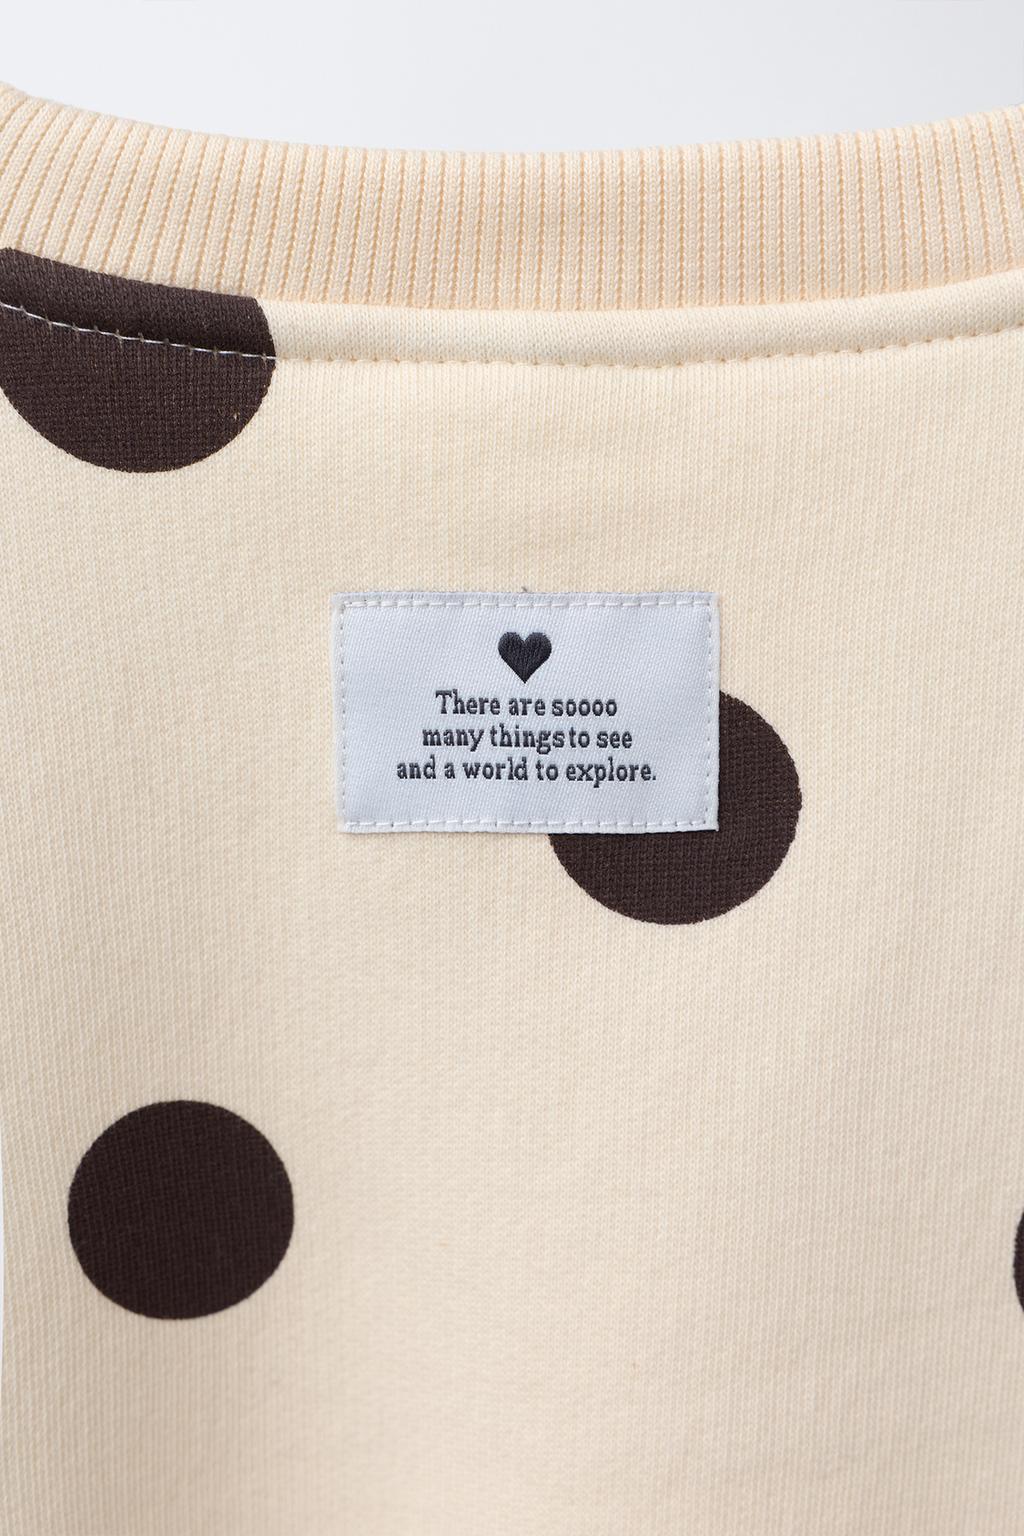 There are soooo
many things to see
and a world to explore.